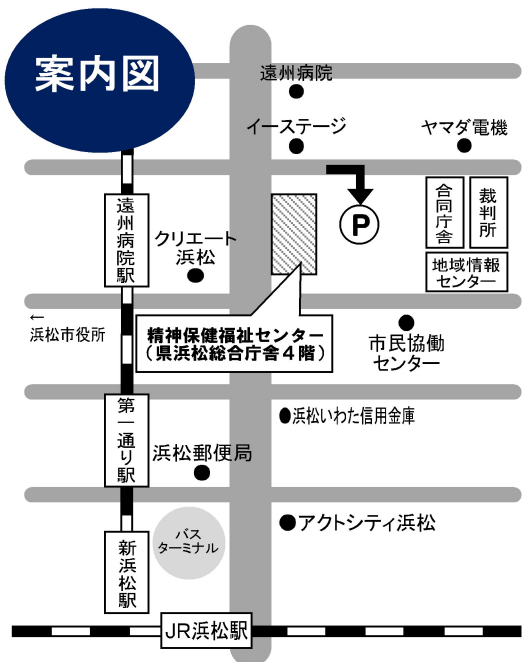 案内図
遠州病院
イーステージ
ヤマダ電機
P
合同庁舎
裁判所
遠州病院駅
クリエート
浜松
地域情報
センター
←
浜松市役所
精神保健福祉センター
（県浜松総合庁舎４階）
市民協働
センター
第一通り駅
浜松いわた信用金庫
浜松郵便局
アクトシティ浜松
バス
ターミナル
新浜松駅
JR浜松駅